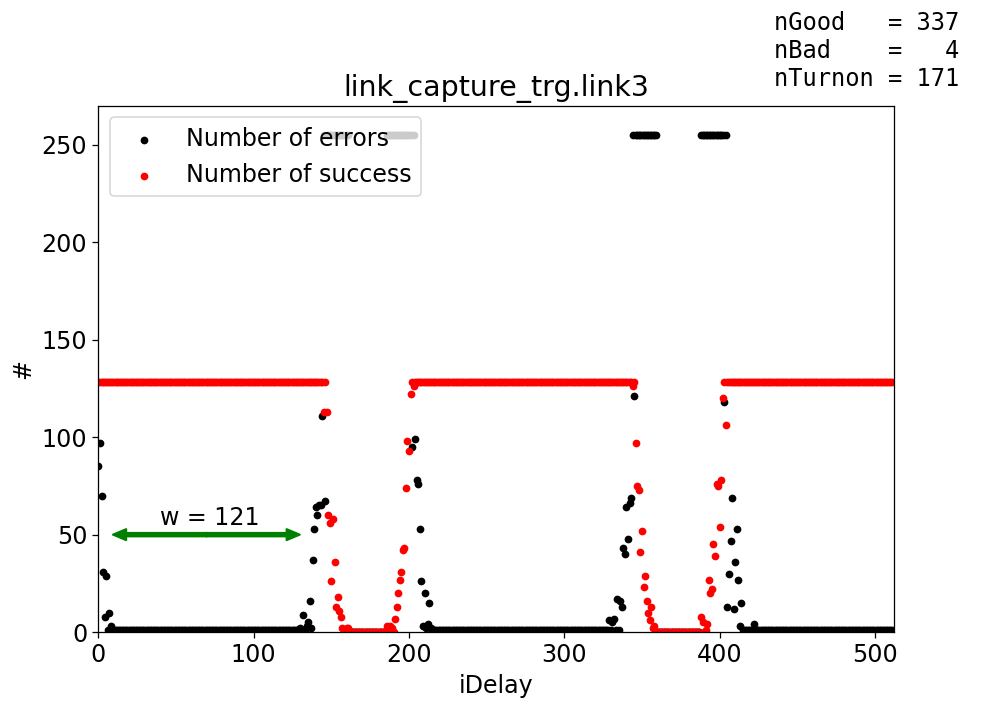 nGood   = 337
nBad    =   4
nTurnon = 171
link_capture_trg.link3
Number of errors
Number of success
w = 121
#
250
200
150
100
50
0
0 100 200 300 400 500
iDelay